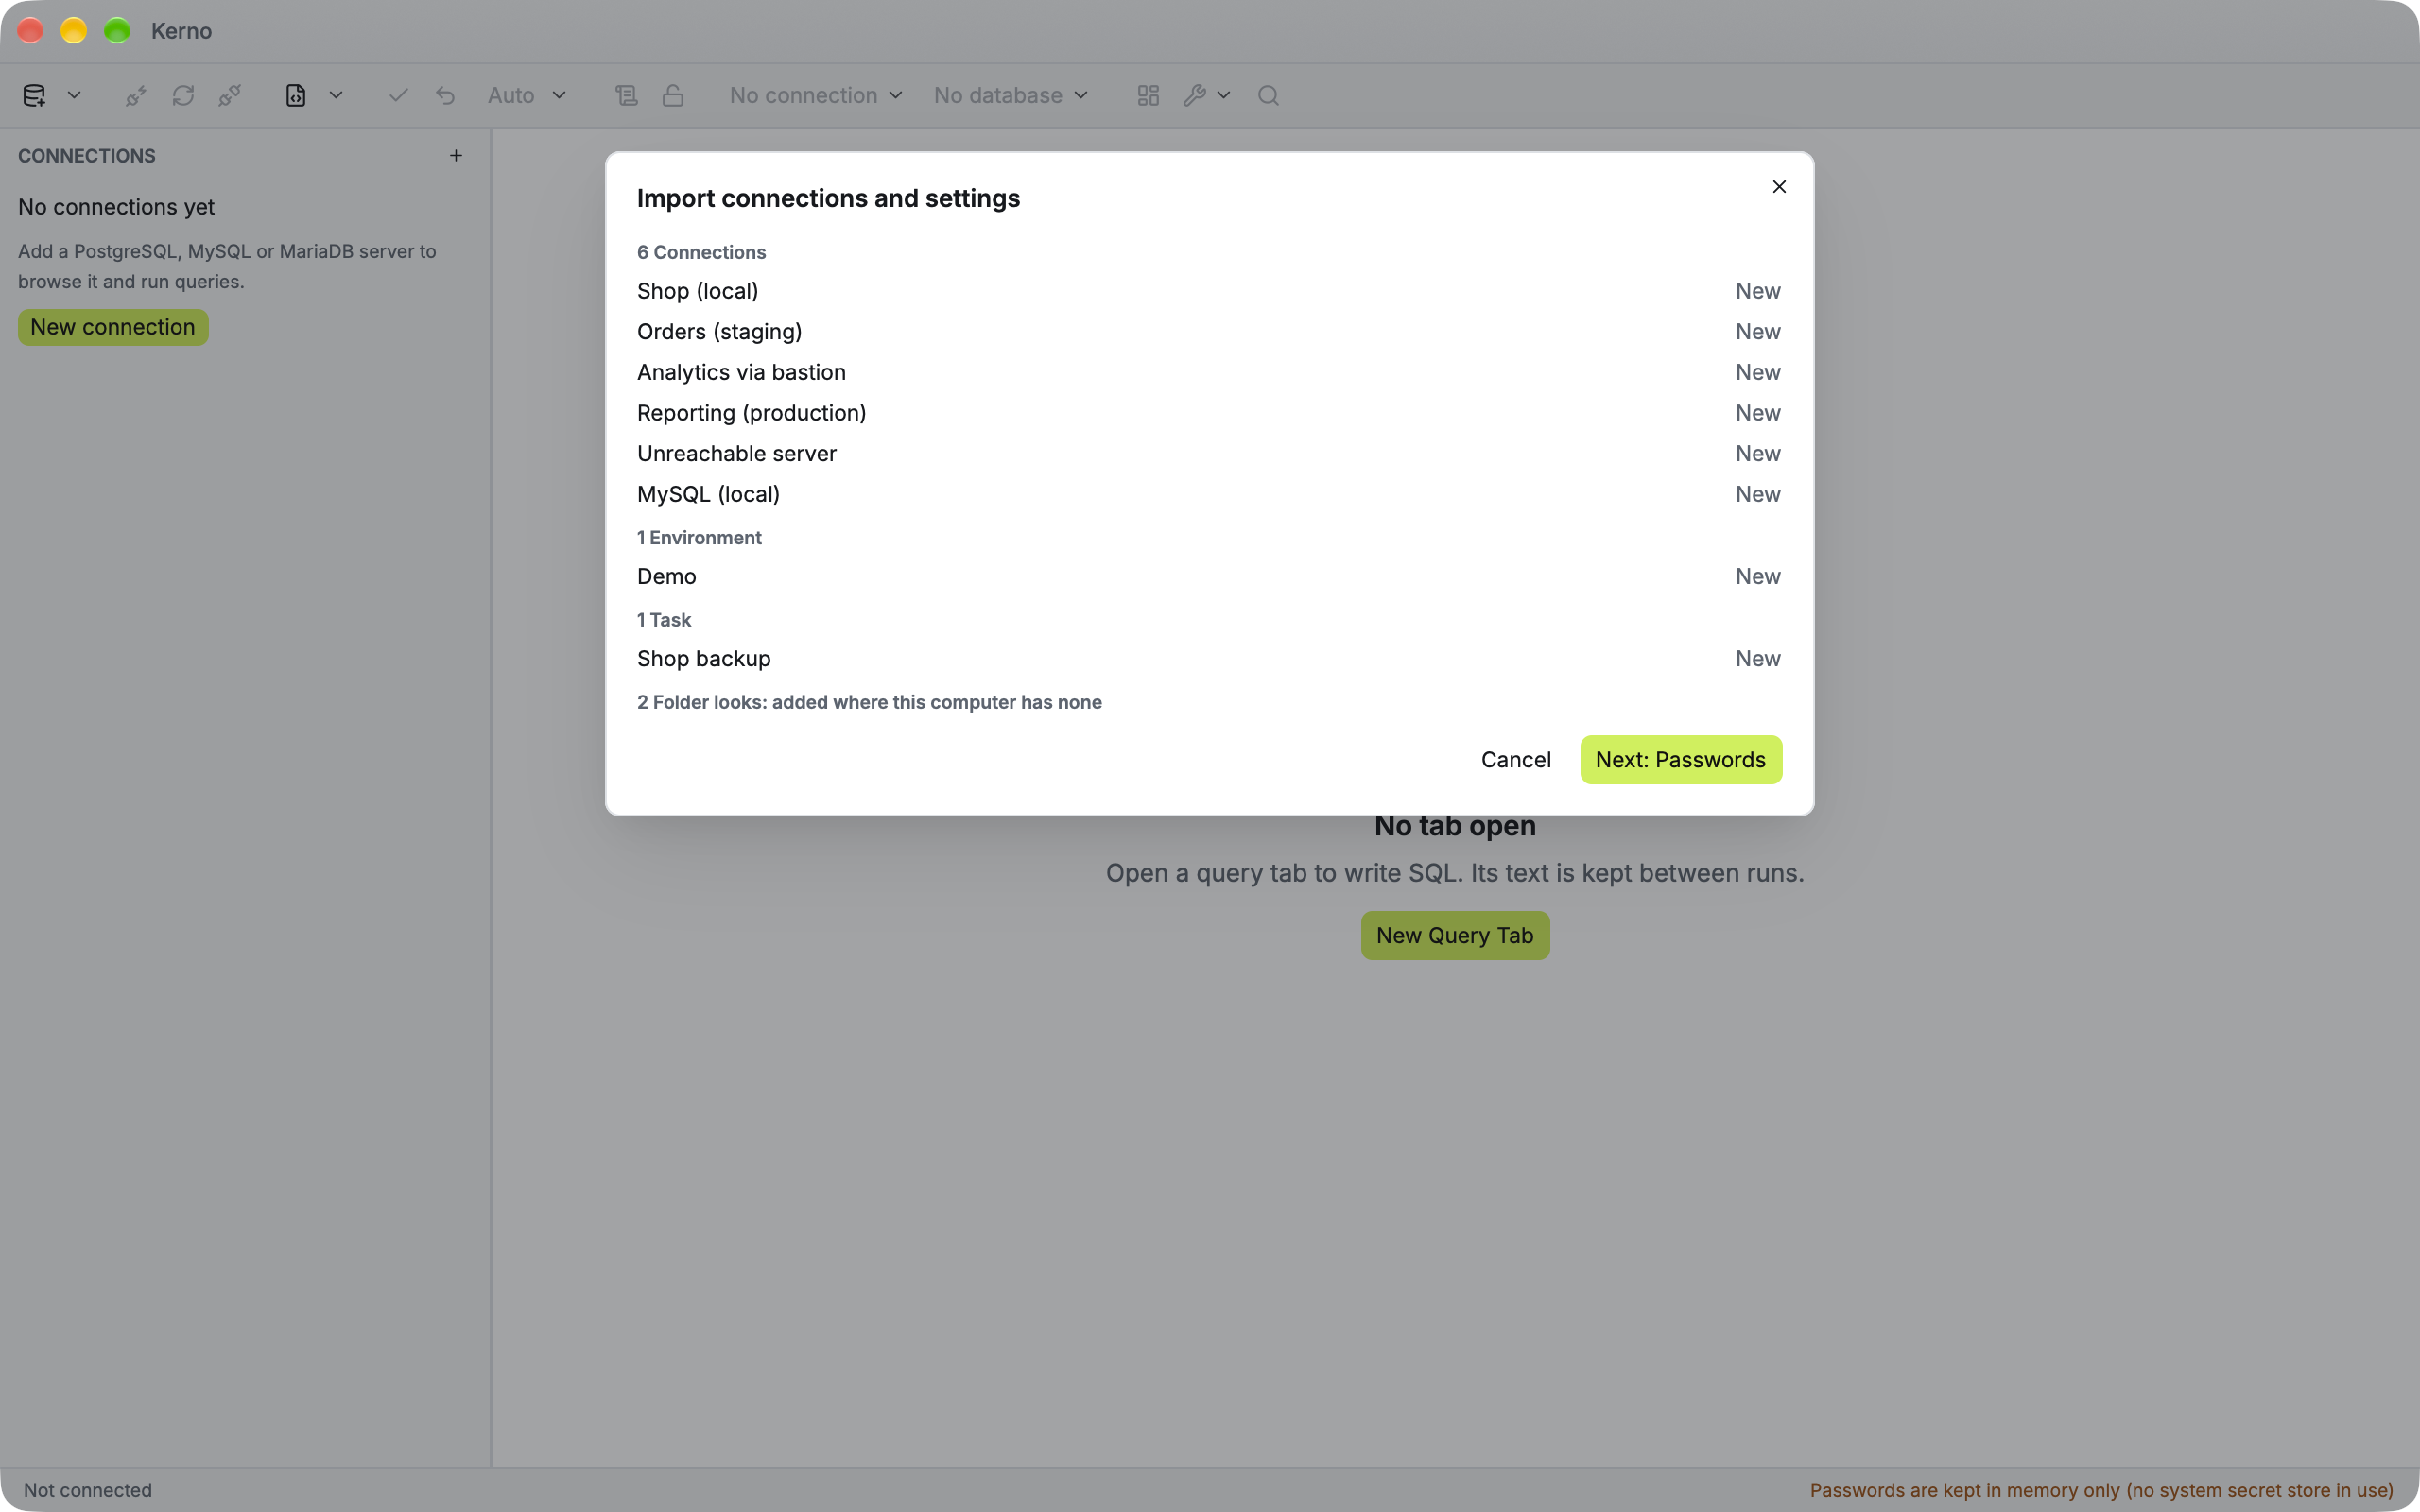 Kerno
Auto
No connection
No database
CONNECTIONS
No connections yet
Add a PostgreSQL, MySQL or MariaDB server to
browse it and run queries.
New connection
Import connections and settings
6 Connections
Shop (local) New
Orders (staging) New
Analytics via bastion New
Reporting (production) New
Unreachable server New
MySQL (local) New
1 Environment
Demo New
1 Task
Shop backup New
2 Folder looks: added where this computer has none
Cancel
Next: Passwords
No tab open
Open a query tab to write SQL. Its text is kept between runs.
New Query Tab
Not connected
Passwords are kept in memory only (no system secret store in use)